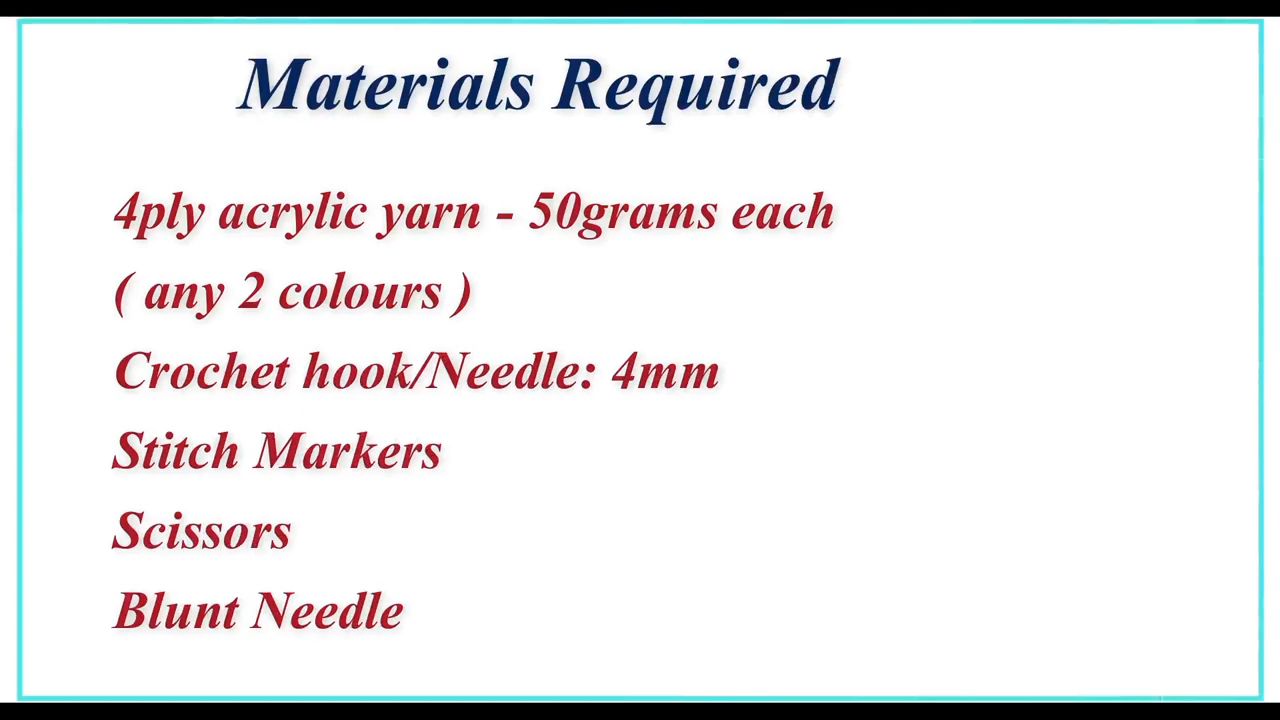 Materials Required
4ply acrylic yarn - 50grams each
( any 2 colours )
Crochet hook/Needle: 4mm
Stitch Markers
Scissors
Blunt Needle